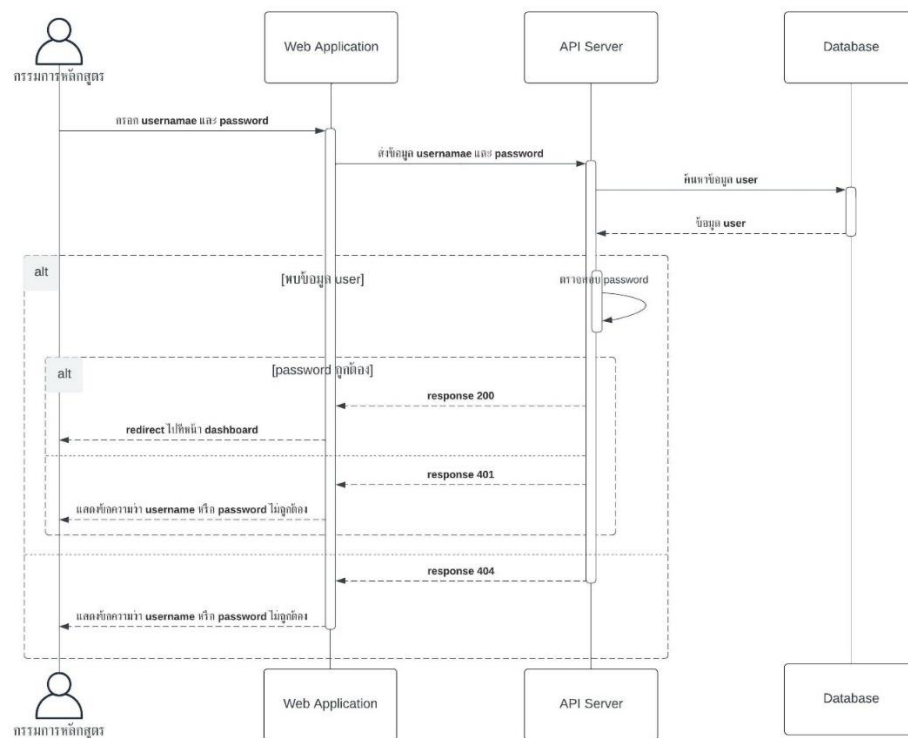 Web Application
API Server
Database
กรรมการหลักสูตร
กรอก usernamae และ password
ส่งข้อมูล usernamae และ password
ค้นหาข้อมูล user
ข้อมูล user
alt
[พบข้อมูล user]
ตรวจสอบ password
alt
[password ถูกต้อง]
response 200
redirect ไปที่หน้า dashboard
response 401
แสดงข้อความว่า username หรือ password ไม่ถูกต้อง
response 404
แสดงข้อความว่า username หรือ password ไม่ถูกต้อง
Web Application
API Server
Database
กรรมการหลักสูตร